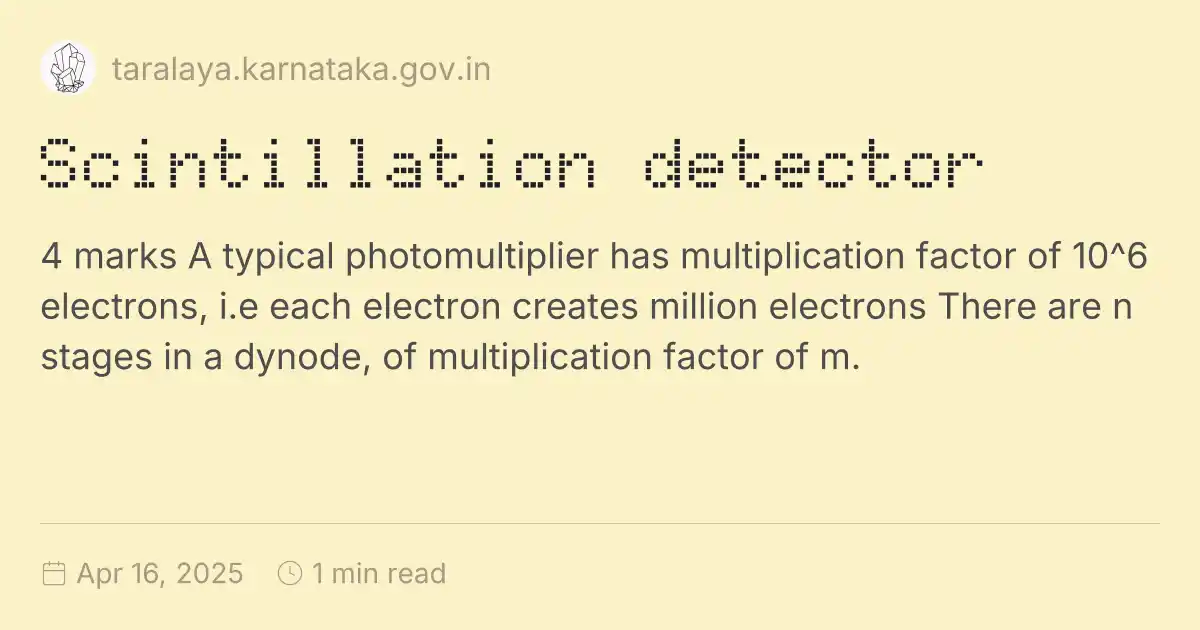 taralaya.karnataka.gov.in
Scintillation detector
4 marks A typical photomultiplier has multiplication factor of 10^6
electrons, i.e each electron creates million electrons There are n
stages in a dynode, of multiplication factor of m.
Apr 16, 2025 1 min read